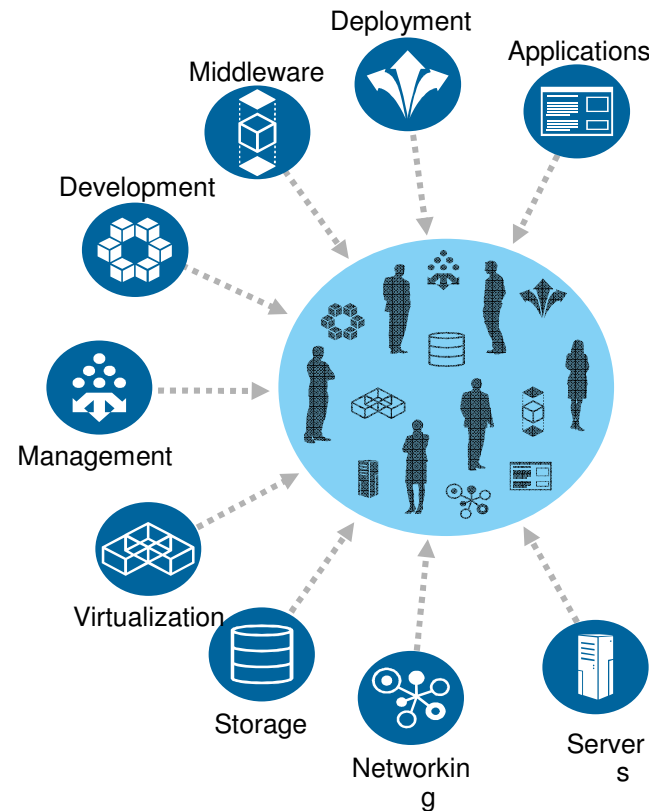 Deployment
Applications
Middleware
Development
Management
Virtualization
Storage
Networkin
g
Server
s